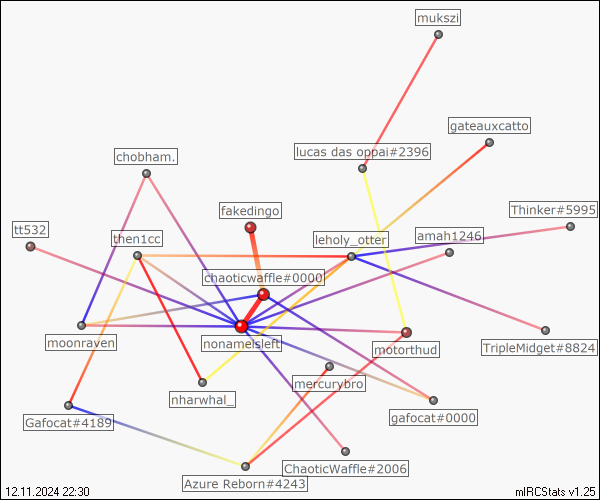 mukszi
gateauxcatto
lucas das oppai#2396
chobham.
Thinker#5995
fakedingo
tt532
then1cc
leholy_otter
amah1246
chaoticwaffle#0000
moonraven
nonameisleft
motorthud
TripleMidget#8824
mercurybro
nharwhal_
gafocat#0000
Gafocat#4189
ChaoticWaffle#2006
Azure Reborn#4243
12.11.2024 22:30
mIRCStats v1.25